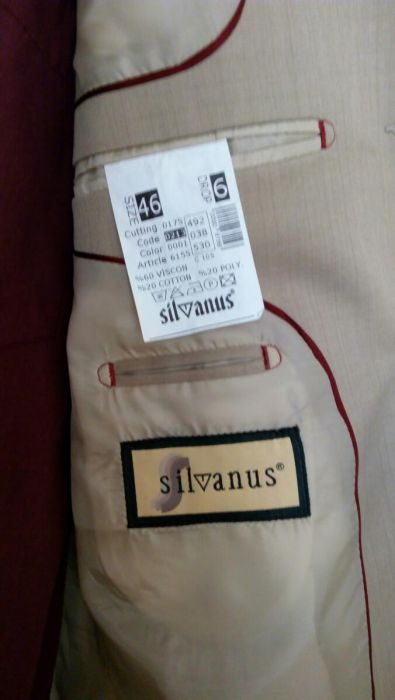 SIZE 46 DROP 6
Cutting 0175 492
Code 0213 038
Color 0001 530
Article 6155
%60 VISCON %20 POLY.
%20 COTTON
silvanus
silvanus®